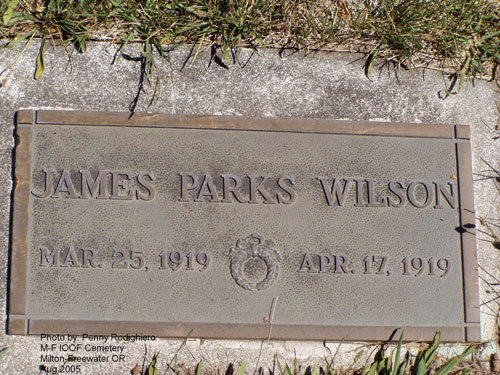 JAMES PARKS WILSON
MAR. 25, 1919 APR. 17, 1919
Photo by Penny Rodighiero
M-F IOOF Cemetery
Milton-Freewater OR
Aug 2005